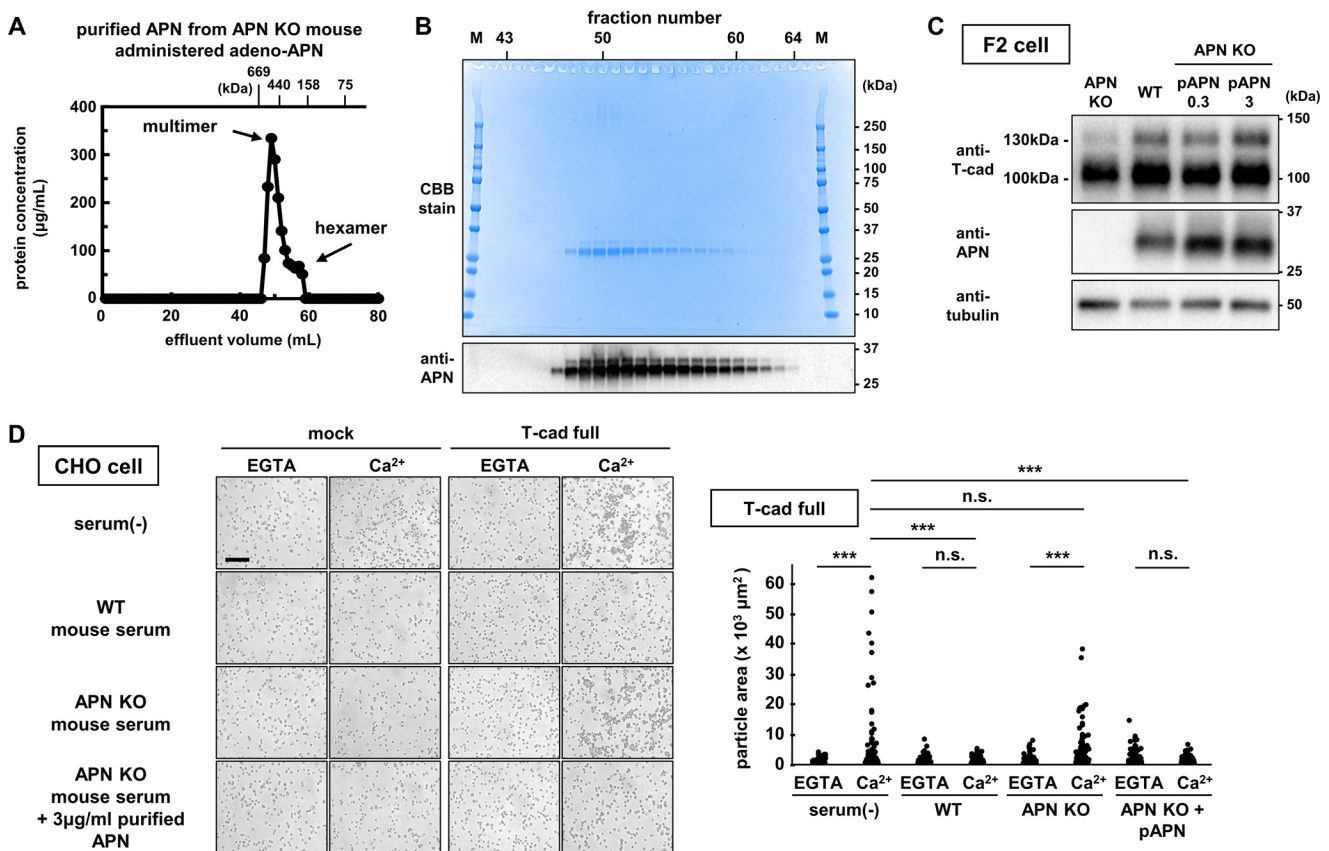 A
purified APN from APN KO mouse
administered adeno-APN
669
(kDa) 440 158 75
400
300
200
100
0
protein concentration
(µg/mL)
multimer
hexamer
0 20 40 60 80
effluent volume (mL)
B
fraction number
M 43 50 60 64 M
(kDa)
250
150
100
75
50
37
25
20
15
10
CBB
stain
anti-
APN
37
25
C
F2 cell
APN KO
APN
KO
WT
pAPN
0.3
pAPN
3
(kDa)
150
130kDa -
anti-
T-cad
100kDa -
100
37
anti-
APN
25
anti-
tubulin
50
D
CHO cell
mock T-cad full
EGTA Ca²⁺ EGTA Ca²⁺
serum(-)
WT
mouse serum
APN KO
mouse serum
APN KO
mouse serum
+ 3µg/ml purified
APN
T-cad full
***
n.s.
***
*** n.s. *** n.s.
particle area (x 10³ µm²)
60
50
40
30
20
10
0
EGTA Ca²⁺ EGTA Ca²⁺ EGTA Ca²⁺ EGTA Ca²⁺
serum(-) WT APN KO APN KO +
pAPN